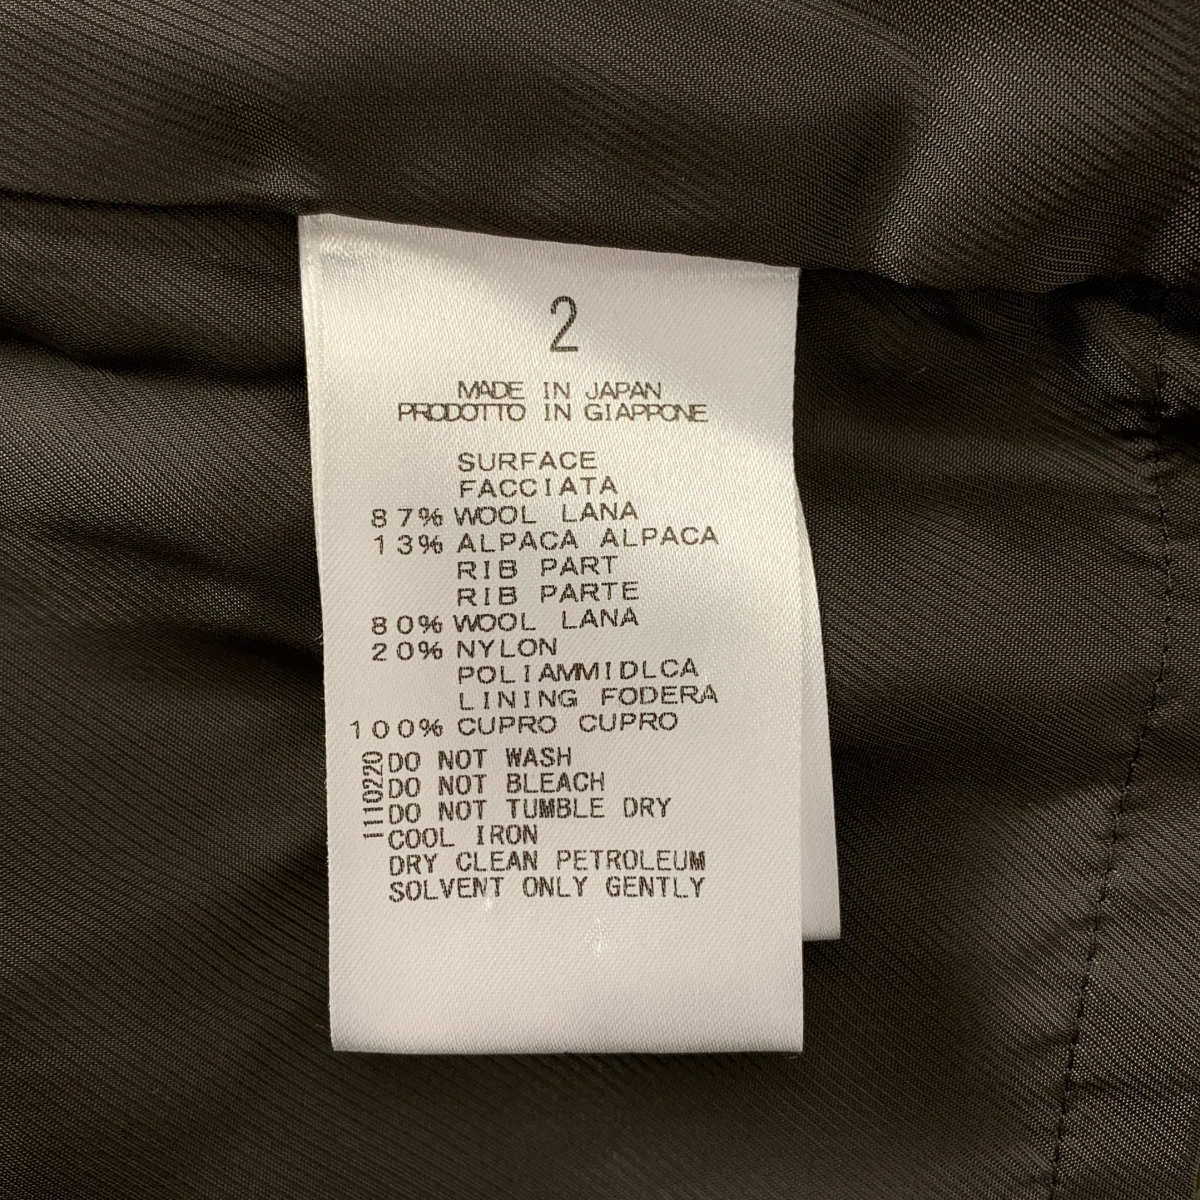 2
MADE IN JAPAN
PRODOTTO IN GIAPPONE
SURFACE
FACCIATA
87% WOOL LANA
13% ALPACA ALPACA
RIB PART
RIB PARTE
80% WOOL LANA
20% NYLON
POLIAMMIDLCA
LINING FODERA
100% CUPRO CUPRO
1110220
DO NOT WASH
DO NOT BLEACH
DO NOT TUMBLE DRY
COOL IRON
DRY CLEAN PETROLEUM
SOLVENT ONLY GENTLY